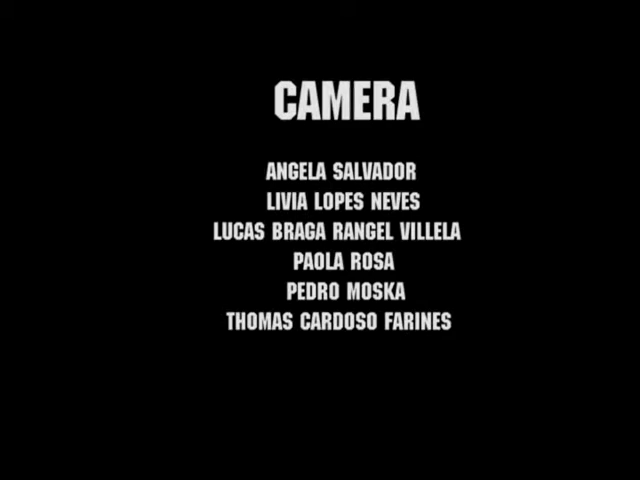 CAMERA
ANGELA SALVADOR
LIVIA LOPES NEVES
LUCAS BRAGA RANGEL VILLELA
PAOLA ROSA
PEDRO MOSKA
THOMAS CARDOSO FARINES